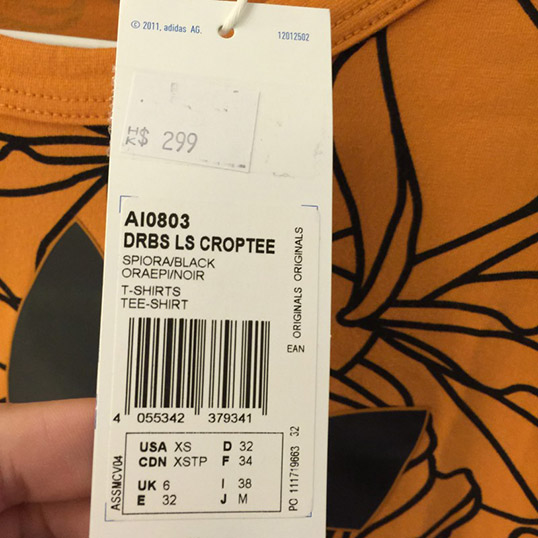 © 2011, adidas AG.
12012502
HK$ 299
AI0803
DRBS LS CROPTEE
SPIORA/BLACK
ORAEPI/NOIR
T-SHIRTS
TEE-SHIRT
ORIGINALS ORIGINALS
EAN
4 055342 379341
ASSMCV04
USA XS D 32
CDN XSTP F 34
UK 6 I 38
E 32 J M
PC 111719663 32